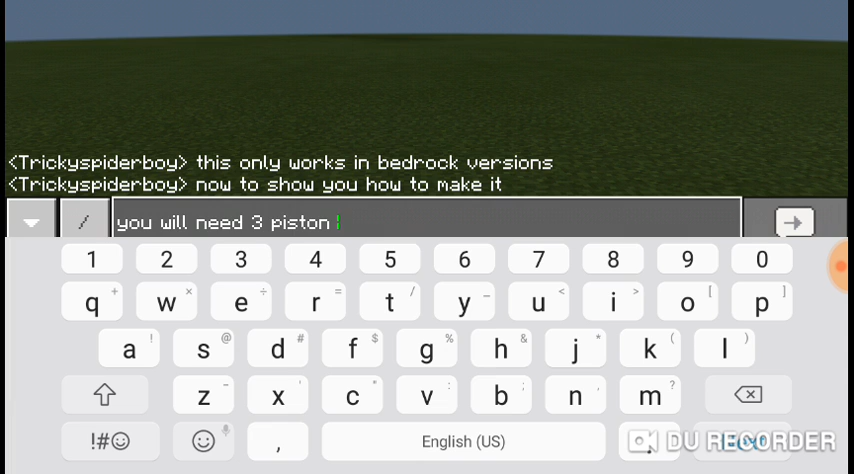 <Trickyspiderboy> this only works in bedrock versions
<Trickyspiderboy> now to show you how to make it
/ you will need 3 piston
1 2 3 4 5 6 7 8 9 0
q + w × e ÷ r = t / y _ u < i > o [ p ]
a ! s @ d # f $ g % h & j * k ( l )
z - x ' c " v : b ; n , m ?
!#☺ , English (US) .
DU RECORDER